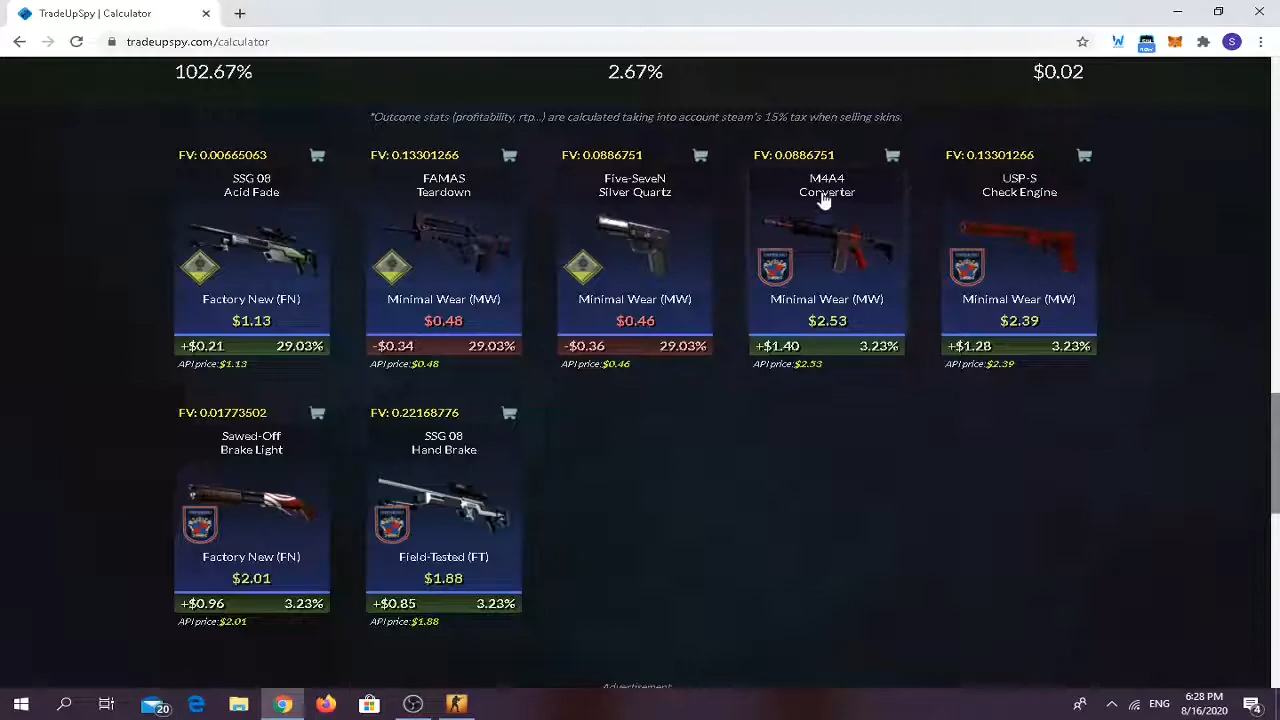 TradeUpSpy | Calculator
tradeupspy.com/calculator
102.67%
2.67%
$0.02
*Outcome stats (profitability, rtp...) are calculated taking into account steam's 15% tax when selling skins.
FV: 0.00665063
FV: 0.13301266
FV: 0.0886751
FV: 0.0886751
FV: 0.13301266
SSG 08
FAMAS
Five-SeveN
M4A4
USP-S
Acid Fade
Teardown
Silver Quartz
Converter
Check Engine
Factory New (FN)
Minimal Wear (MW)
Minimal Wear (MW)
Minimal Wear (MW)
Minimal Wear (MW)
$1.13
$0.48
$0.46
$2.53
$2.39
+$0.21 29.03%
-$0.34 29.03%
-$0.36 29.03%
+$1.40 3.23%
+$1.28 3.23%
API price:$1.13
API price:$0.48
API price:$0.46
API price:$2.53
API price:$2.39
FV: 0.01773502
FV: 0.22168776
Sawed-Off
SSG 08
Brake Light
Hand Brake
Factory New (FN)
Field-Tested (FT)
$2.01
$1.88
+$0.96 3.23%
+$0.85 3.23%
API price:$2.01
API price:$1.88
Advertisement
20
ENG
6:28 PM
8/16/2020
4